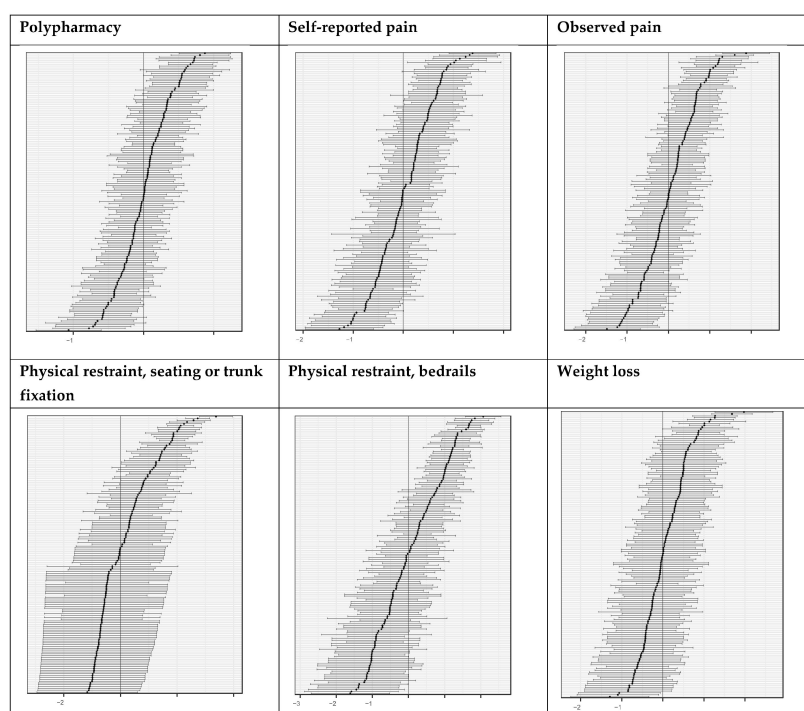 Polypharmacy
Self-reported pain
Observed pain
-1
-2 -1
-2 -1
Physical restraint, seating or trunk
fixation
Physical restraint, bedrails
Weight loss
-2
-3 -2 -1
-2 -1